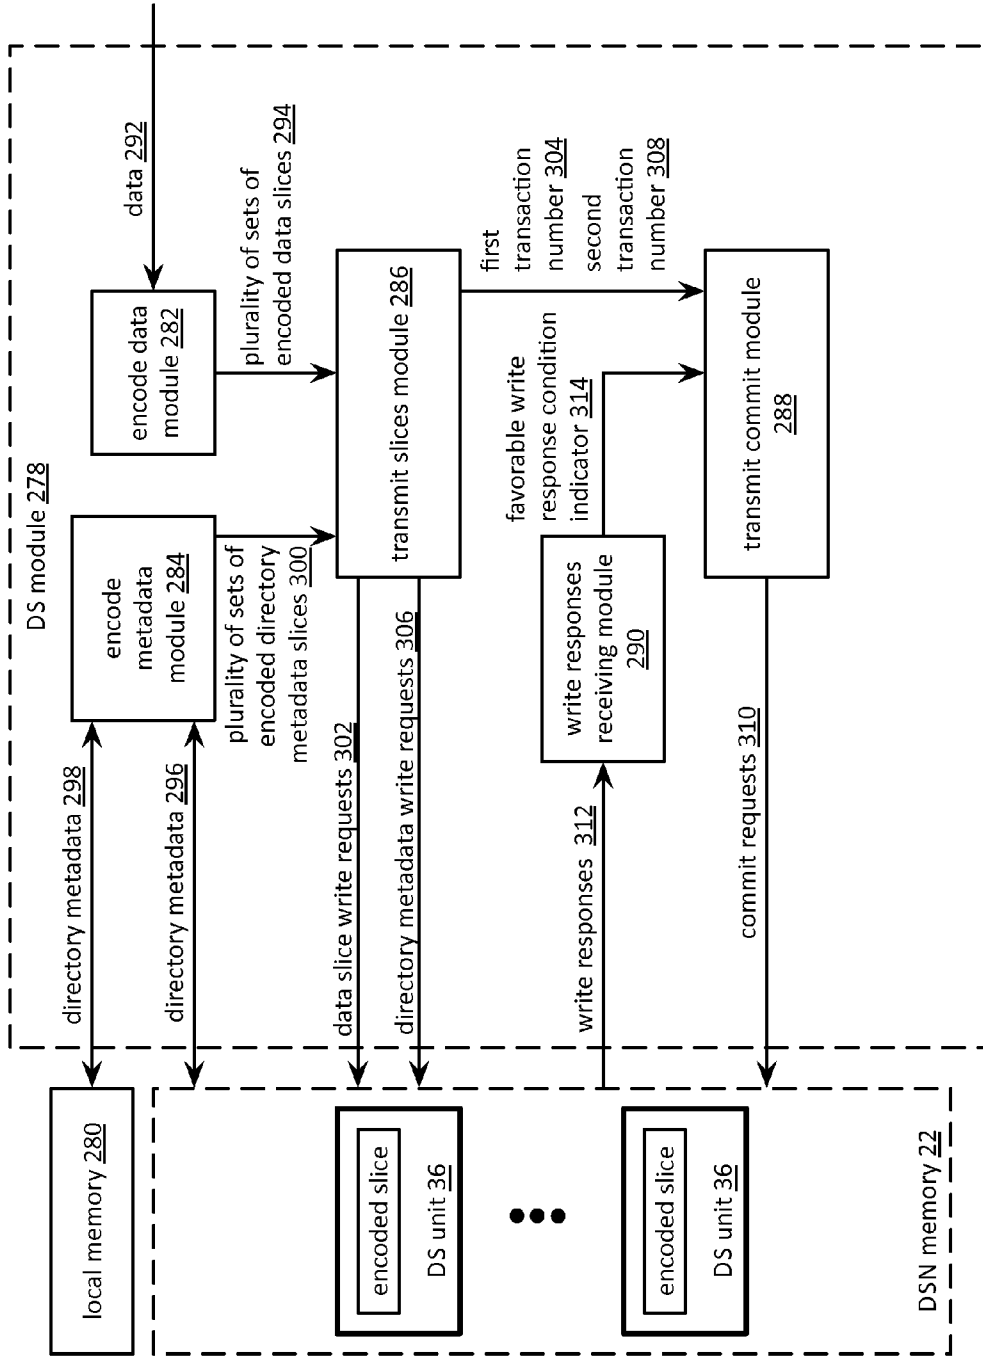 DS module 278
data 292
encode data
module 282
encode
metadata
module 284
plurality of sets of
encoded data slices 294
plurality of sets of
encoded directory
metadata slices 300
directory metadata 298
directory metadata 296
local memory 280
transmit slices module 286
data slice write requests 302
directory metadata write requests 306
first
transaction
number 304
second
transaction
number 308
favorable write
response condition
indicator 314
write responses
receiving module
290
write responses 312
transmit commit module
288
commit requests 310
encoded slice
DS unit 36
encoded slice
DS unit 36
DSN memory 22